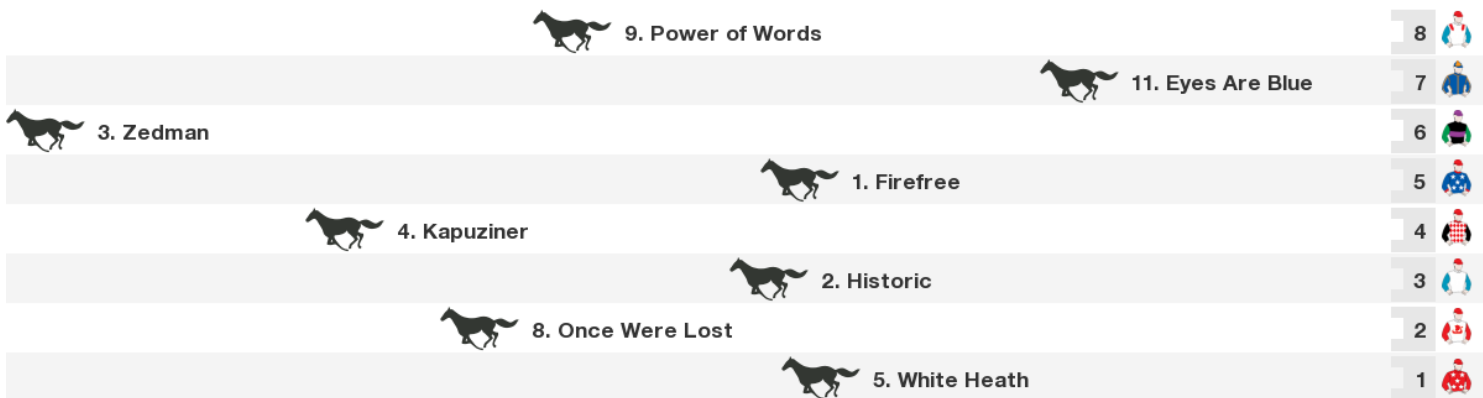 9. Power of Words 8
11. Eyes Are Blue 7
3. Zedman 6
1. Firefree 5
4. Kapuziner 4
2. Historic 3
8. Once Were Lost 2
5. White Heath 1